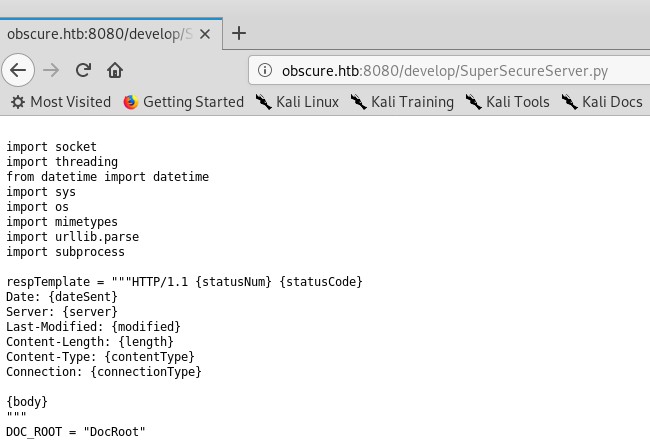 obscure.htb:8080/develop/S
obscure.htb:8080/develop/SuperSecureServer.py
Most Visited Getting Started Kali Linux Kali Training Kali Tools Kali Docs
import socket
import threading
from datetime import datetime
import sys
import os
import mimetypes
import urllib.parse
import subprocess
respTemplate = """HTTP/1.1 {statusNum} {statusCode}
Date: {dateSent}
Server: {server}
Last-Modified: {modified}
Content-Length: {length}
Content-Type: {contentType}
Connection: {connectionType}
{body}
"""
DOC_ROOT = "DocRoot"